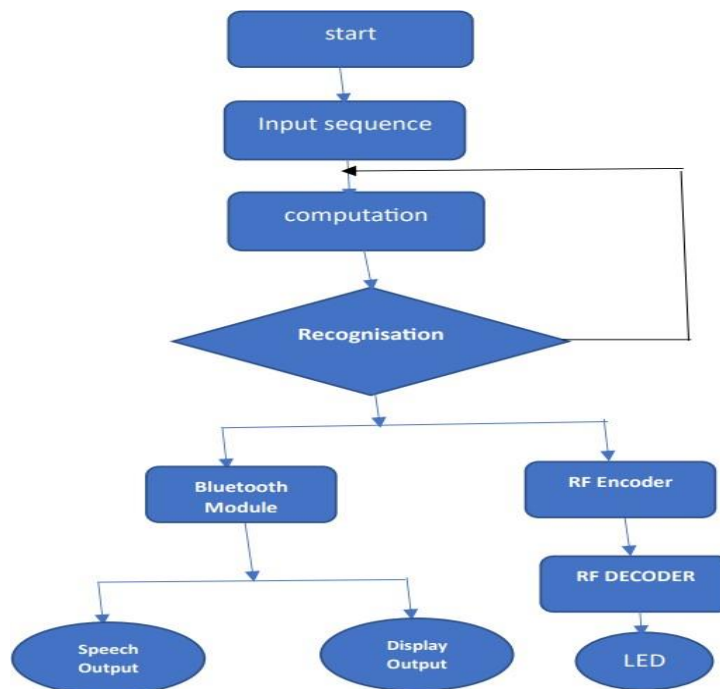 start
Input sequence
computation
Recognisation
Bluetooth
Module
RF Encoder
RF DECODER
Speech
Output
Display
Output
LED